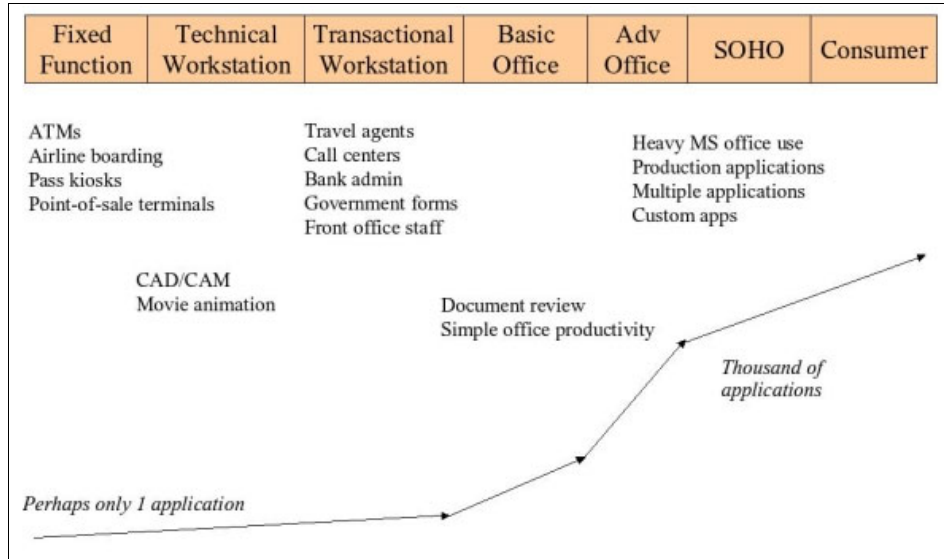 Fixed Function
Technical Workstation
Transactional Workstation
Basic Office
Adv Office
SOHO
Consumer
ATMs
Airline boarding
Pass kiosks
Point-of-sale terminals
Travel agents
Call centers
Bank admin
Government forms
Front office staff
Heavy MS office use
Production applications
Multiple applications
Custom apps
CAD/CAM
Movie animation
Document review
Simple office productivity
Thousand of
applications
Perhaps only 1 application